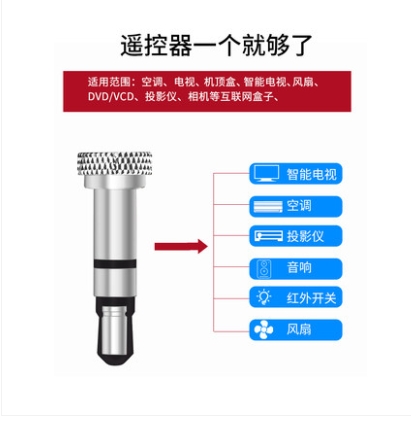 遥控器一个就够了
适用范围：空调、电视、机顶盒、智能电视、风扇、
DVD/VCD、投影仪、相机等互联网盒子、
智能电视
空调
投影仪
音响
红外开关
风扇